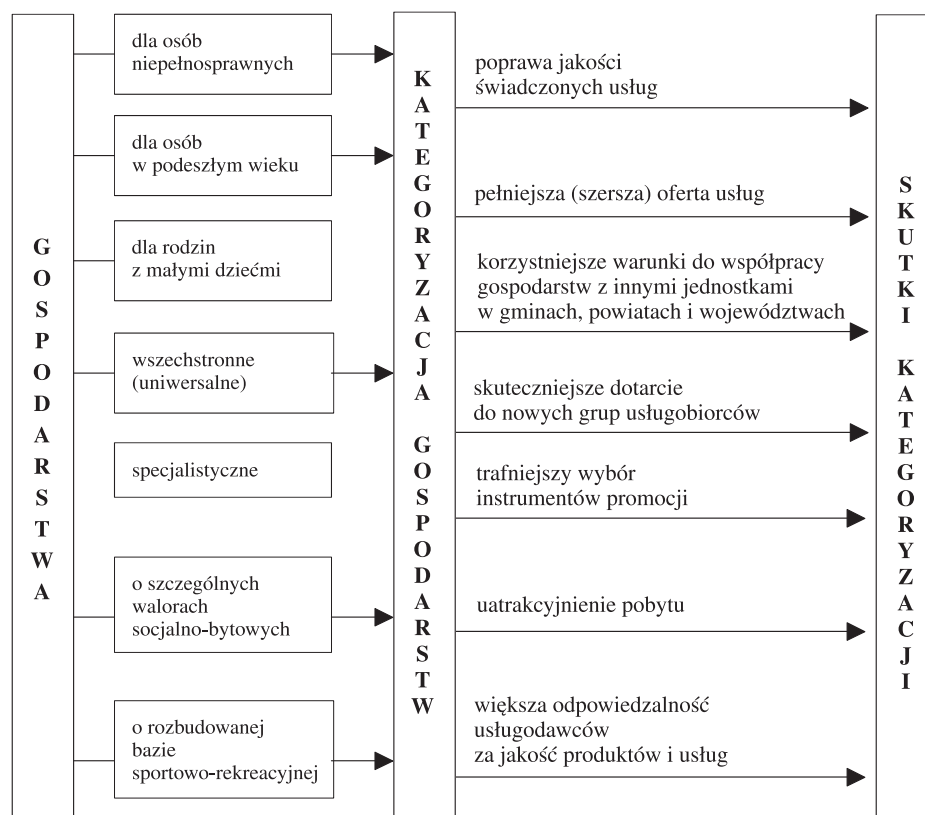 GOSPODARSTWA
dla osób
niepełnosprawnych
dla osób
w podeszłym wieku
dla rodzin
z małymi dziećmi
wszechstronne
(uniwersalne)
specjalistyczne
o szczególnych
walorach
socjalno-bytowych
o rozbudowanej
bazie
sportowo-rekreacyjnej
KATEGORYZACJA GOSPODARSTW
poprawa jakości
świadczonych usług
pełniejsza (szersza) oferta usług
korzystniejsze warunki do współpracy
gospodarstw z innymi jednostkami
w gminach, powiatach i województwach
skuteczniejsze dotarcie
do nowych grup usługobiorców
trafniejszy wybór
instrumentów promocji
uatrakcyjnienie pobytu
większa odpowiedzalność
usługodawców
za jakość produktów i usług
SKUTKI KATEGORYZACJI